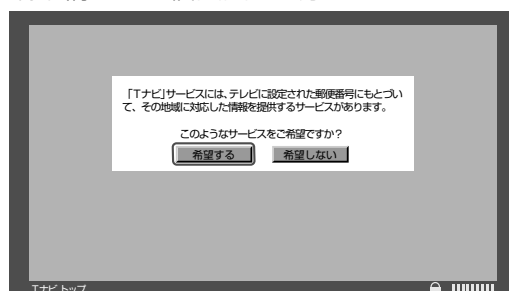 「Tナビ」サービスには、テレビに設定された郵便番号にもとづい
て、その地域に対応した情報を提供するサービスがあります。
このようなサービスをご希望ですか？
希望する 希望しない
Tナビ トップ